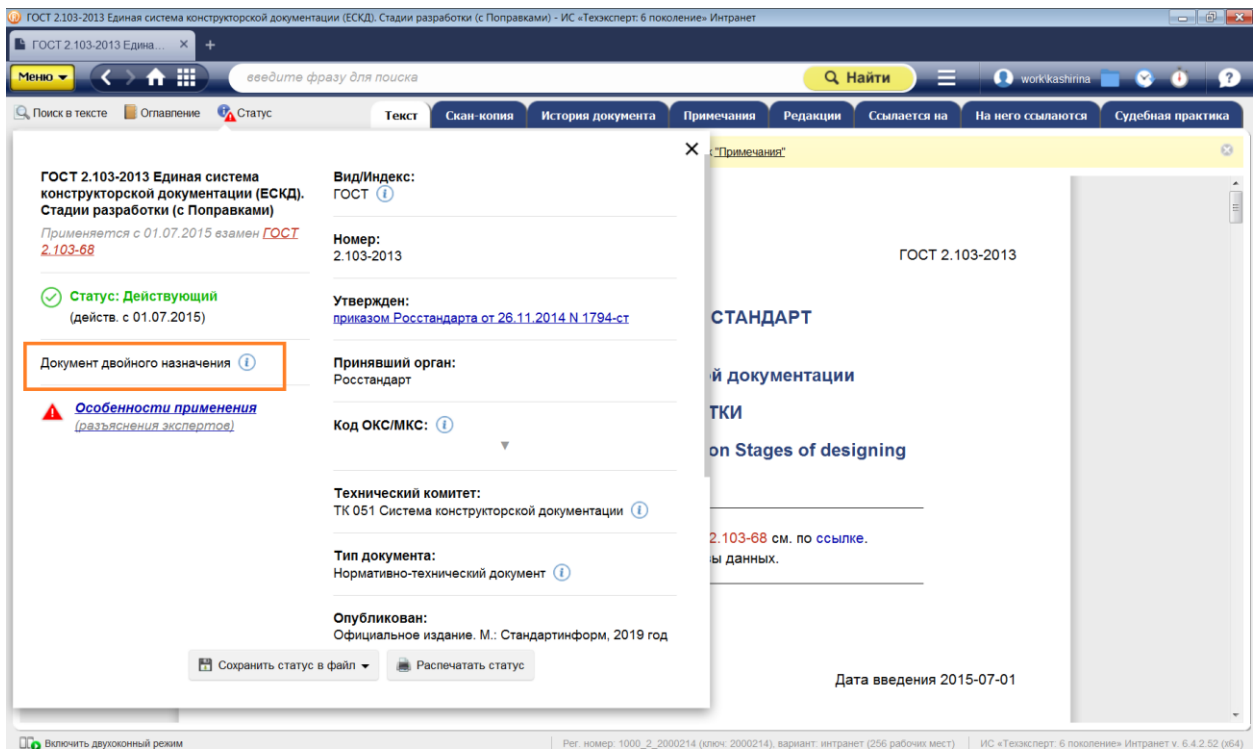 ГОСТ 2.103-2013 Единая система конструкторской документации (ЕСКД). Стадии разработки (с Поправками) - ИС «Техэксперт: 6 поколение» Интранет
ГОСТ 2.103-2013 Едина...
Меню
введите фразу для поиска
Найти
work\kashirina
Поиск в тексте
Оглавление
Статус
Текст
Скан-копия
История документа
Примечания
Редакции
Ссылается на
На него ссылаются
Судебная практика
"Примечания"
ГОСТ 2.103-2013 Единая система
конструкторской документации (ЕСКД).
Стадии разработки (с Поправками)
Применяется с 01.07.2015 взамен ГОСТ
2.103-68
Статус: Действующий
(действ. с 01.07.2015)
Документ двойного назначения
Особенности применения
(разъяснения экспертов)
Вид/Индекс:
ГОСТ
Номер:
2.103-2013
Утвержден:
приказом Росстандарта от 26.11.2014 N 1794-ст
Принявший орган:
Росстандарт
Код ОКС/МКС:
Технический комитет:
ТК 051 Система конструкторской документации
Тип документа:
Нормативно-технический документ
Опубликован:
Официальное издание. М.: Стандартинформ, 2019 год
Сохранить статус в файл
Распечатать статус
ГОСТ 2.103-2013
СТАНДАРТ
й документации
ТКИ
on Stages of designing
2.103-68 см. по ссылке.
ы данных.
Дата введения 2015-07-01
Включить двухоконный режим
Рег. номер: 1000_2_2000214 (ключ: 2000214), вариант: интранет (256 рабочих мест)
ИС «Техэксперт: 6 поколение» Интранет v. 6.4.2.52 (x64)